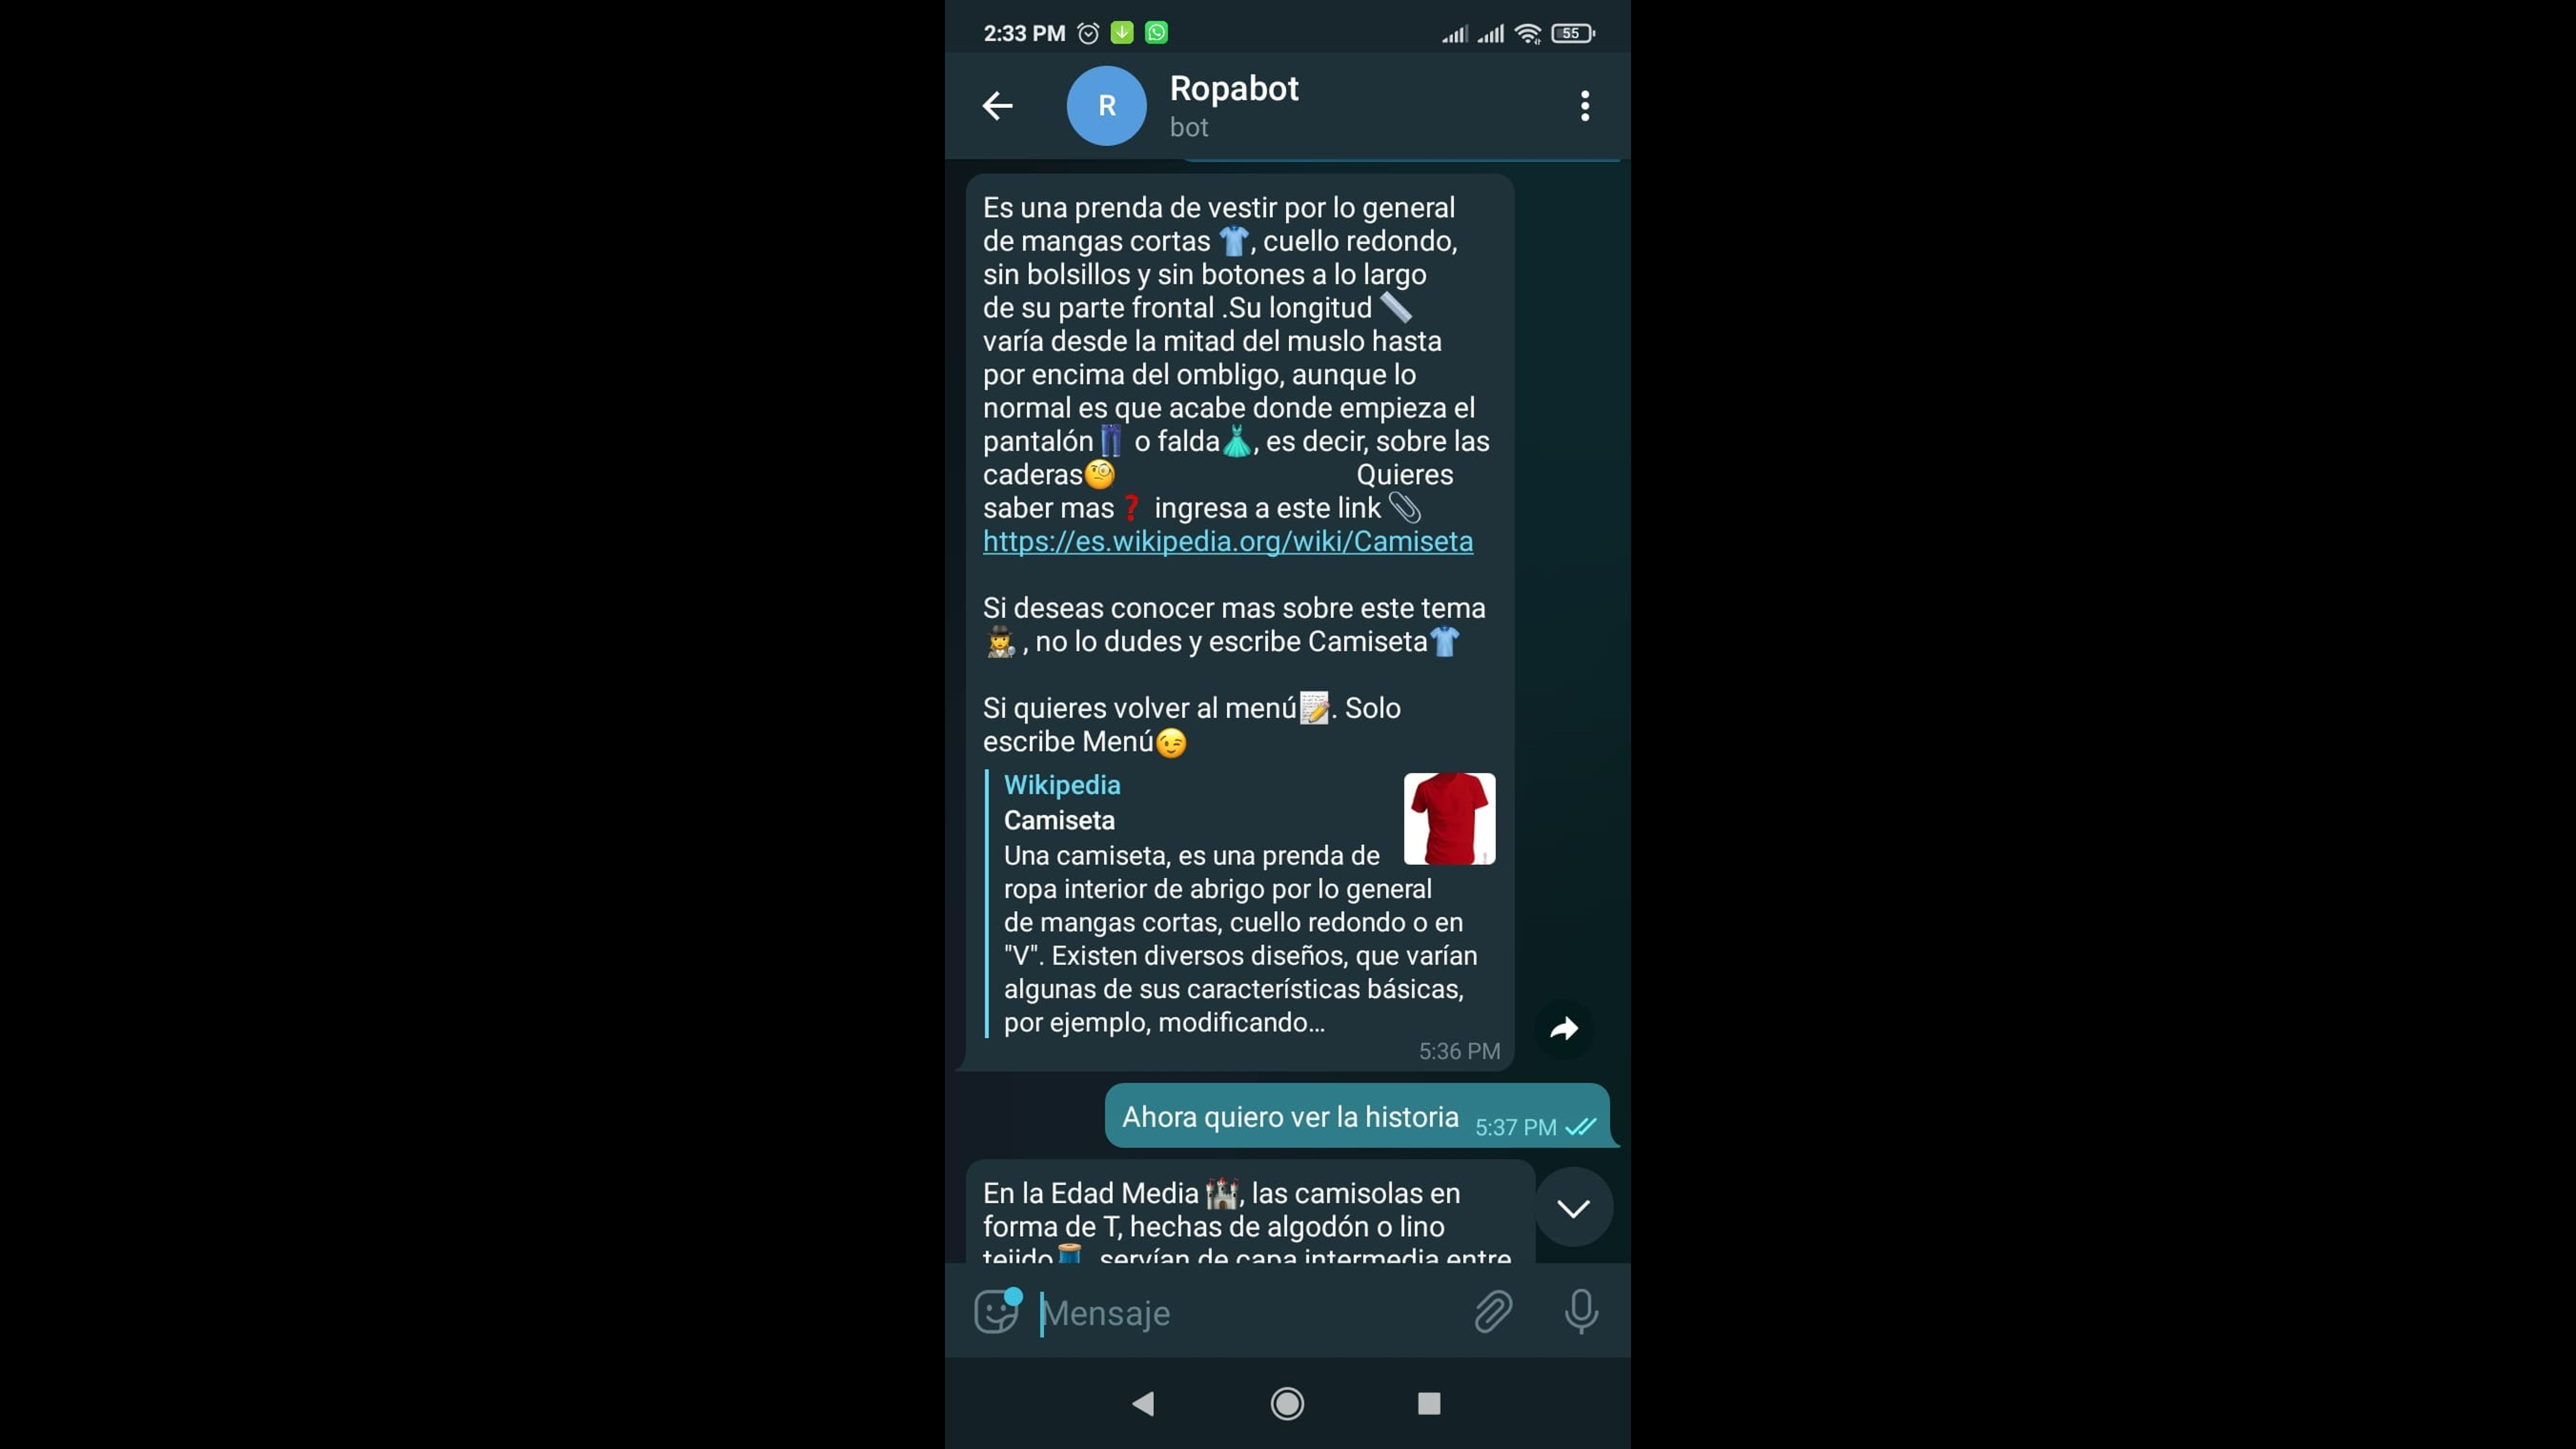 2:33 PM
55
R
Ropabot
bot
Es una prenda de vestir por lo general
de mangas cortas 👕, cuello redondo,
sin bolsillos y sin botones a lo largo
de su parte frontal .Su longitud 📏
varía desde la mitad del muslo hasta
por encima del ombligo, aunque lo
normal es que acabe donde empieza el
pantalón👖 o falda👗, es decir, sobre las
caderas🧐 Quieres
saber mas❓ ingresa a este link 📎
https://es.wikipedia.org/wiki/Camiseta
Si deseas conocer mas sobre este tema
🕵️‍♀️, no lo dudes y escribe Camiseta👕
Si quieres volver al menú📝. Solo
escribe Menú😉
Wikipedia
Camiseta
Una camiseta, es una prenda de
ropa interior de abrigo por lo general
de mangas cortas, cuello redondo o en
"V". Existen diversos diseños, que varían
algunas de sus características básicas,
por ejemplo, modificando...
5:36 PM
Ahora quiero ver la historia 5:37 PM
En la Edad Media 🏰, las camisolas en
forma de T, hechas de algodón o lino
tejido🧵 servían de capa intermedia entre
Mensaje